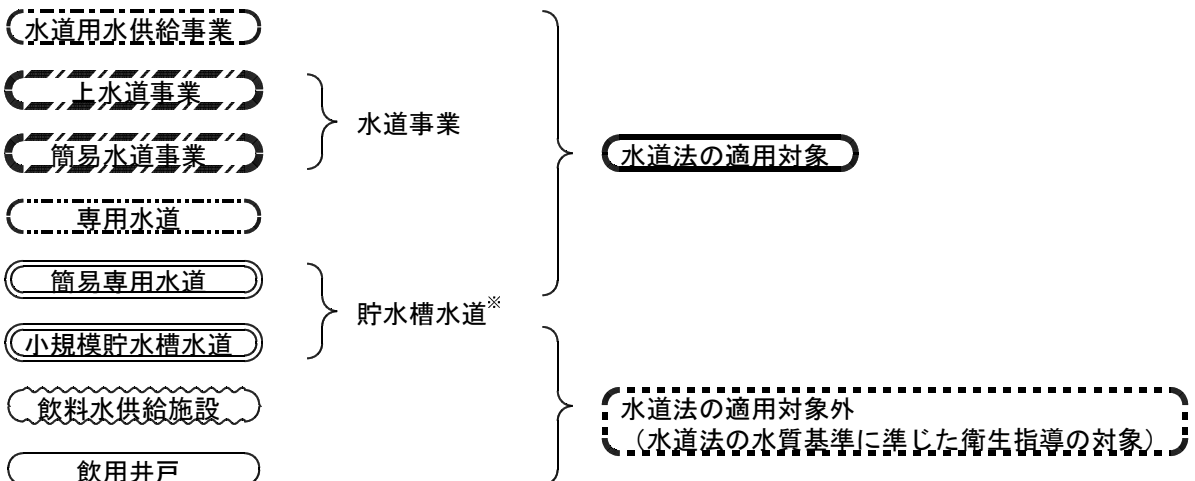 水道用水供給事業
上水道事業
水道事業
簡易水道事業
水道法の適用対象
専用水道
簡易専用水道
貯水槽水道※
小規模貯水槽水道
飲料水供給施設
水道法の適用対象外
(水道法の水質基準に準じた衛生指導の対象)
飲用井戸